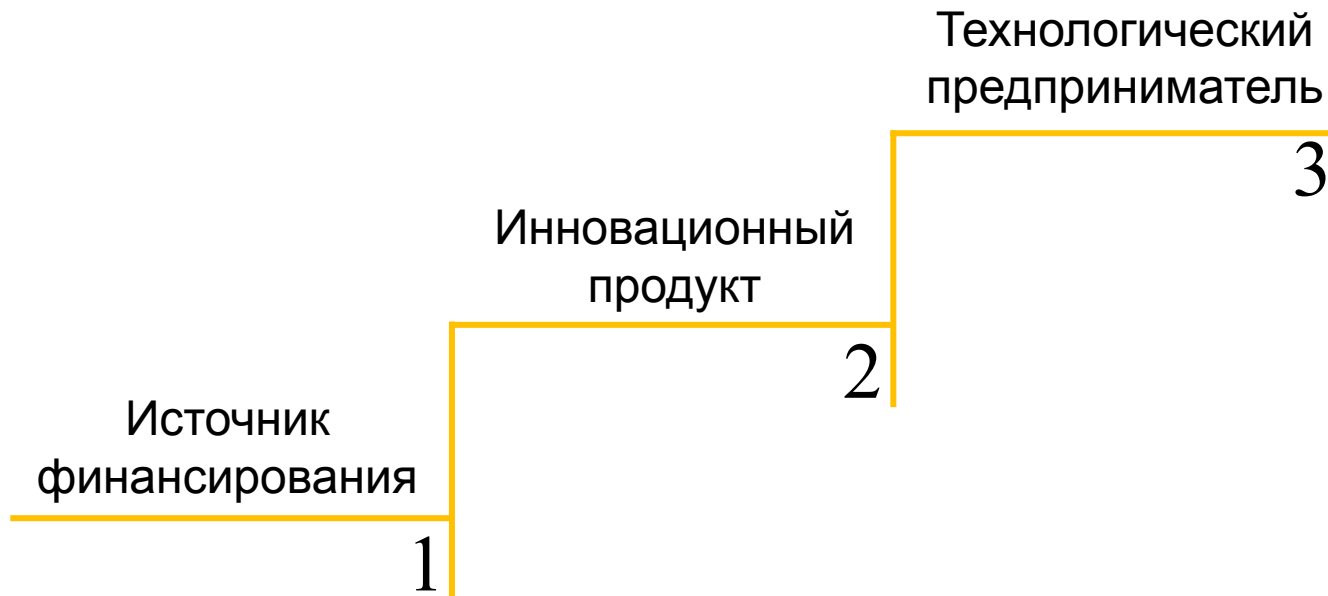 Технологический
предприниматель
3
Инновационный
продукт
2
Источник
финансирования
1